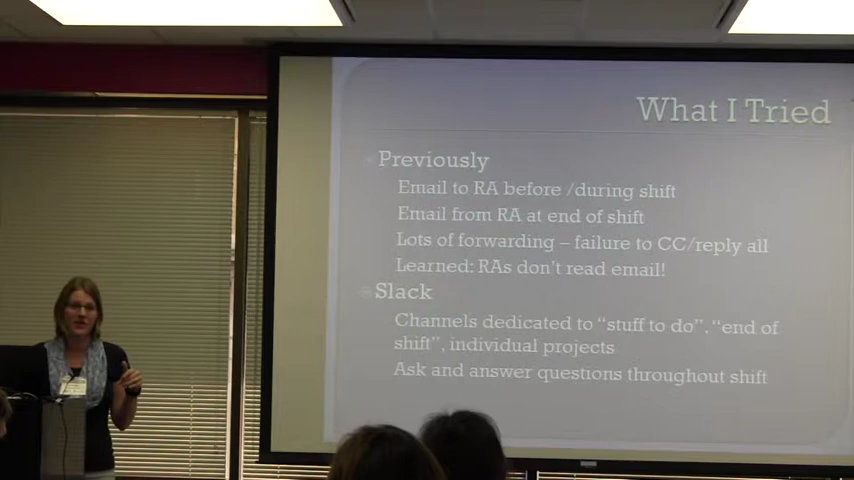 What I Tried
Previously
Email to RA before /during shift
Email from RA at end of shift
Lots of forwarding – failure to CC/reply all
Learned: RAs don't read email!
Slack
Channels dedicated to "stuff to do", "end of
shift", individual projects
Ask and answer questions throughout shift